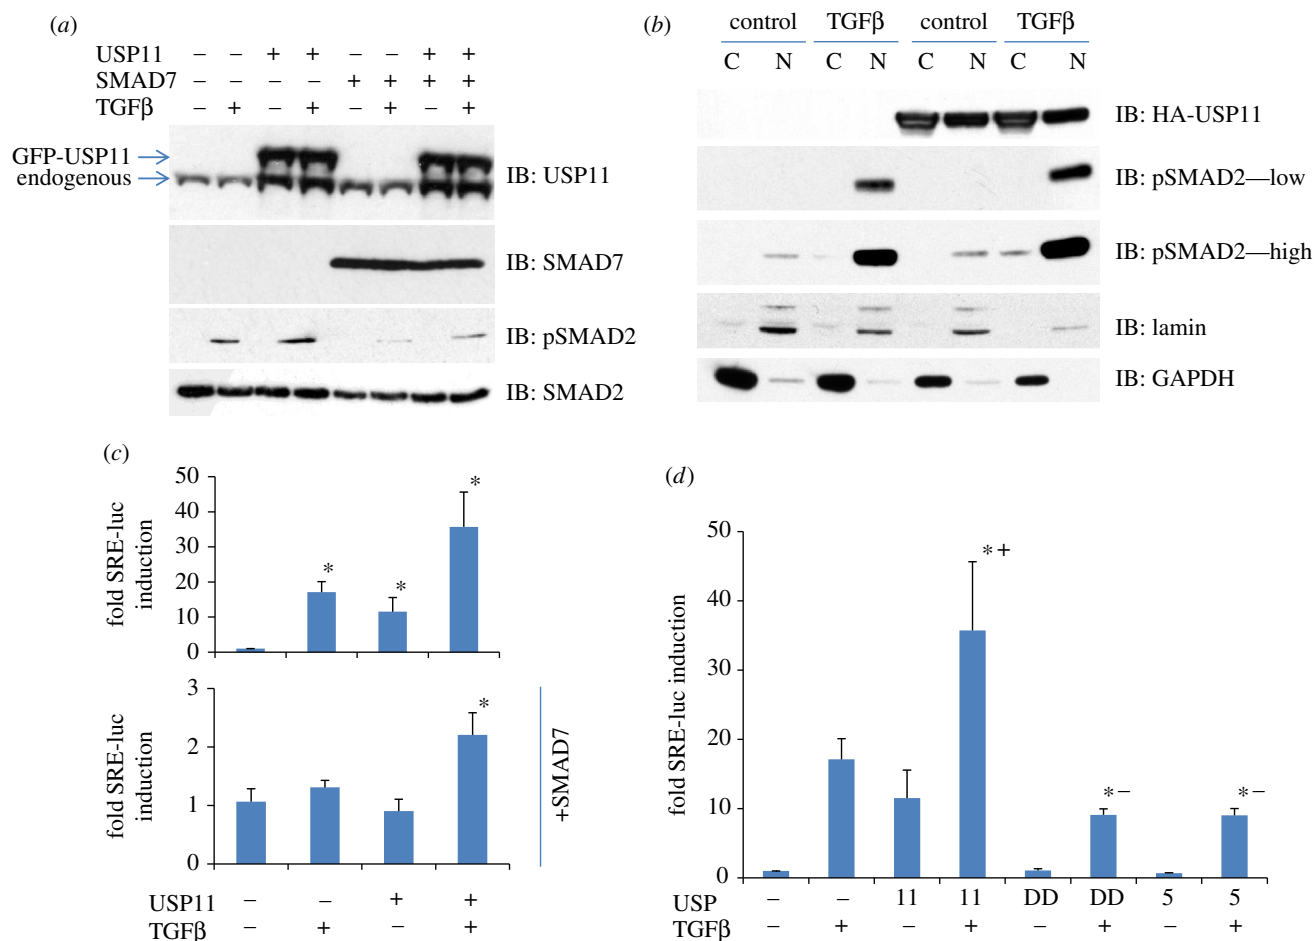 (a)
USP11 – – + + – – + +
SMAD7 – – – – + + + +
TGFβ – + – + – + – +
GFP-USP11
endogenous
IB: USP11
IB: SMAD7
IB: pSMAD2
IB: SMAD2
(b)
control TGFβ control TGFβ
C N C N C N C N
IB: HA-USP11
IB: pSMAD2—low
IB: pSMAD2—high
IB: lamin
IB: GAPDH
(c)
fold SRE-luc
induction
50
40
30
20
10
0
* * *
fold SRE-luc
induction
3
2
1
0
*
+SMAD7
USP11 – – + +
TGFβ – + – +
(d)
fold SRE-luc induction
50
40
30
20
10
0
*+
*– *–
USP – – 11 11 DD DD 5 5
TGFβ – + – + – + – +